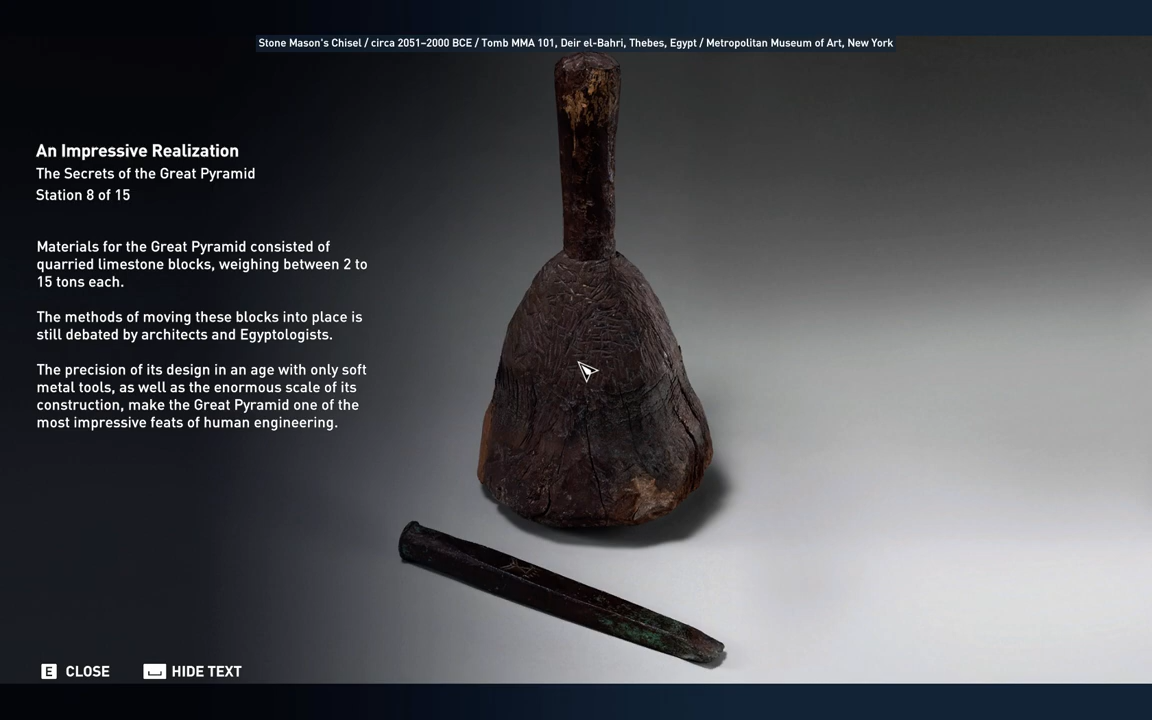 Stone Mason's Chisel / circa 2051–2000 BCE / Tomb MMA 101, Deir el-Bahri, Thebes, Egypt / Metropolitan Museum of Art, New York
An Impressive Realization
The Secrets of the Great Pyramid
Station 8 of 15
Materials for the Great Pyramid consisted of
quarried limestone blocks, weighing between 2 to
15 tons each.
The methods of moving these blocks into place is
still debated by architects and Egyptologists.
The precision of its design in an age with only soft
metal tools, as well as the enormous scale of its
construction, make the Great Pyramid one of the
most impressive feats of human engineering.
E CLOSE HIDE TEXT